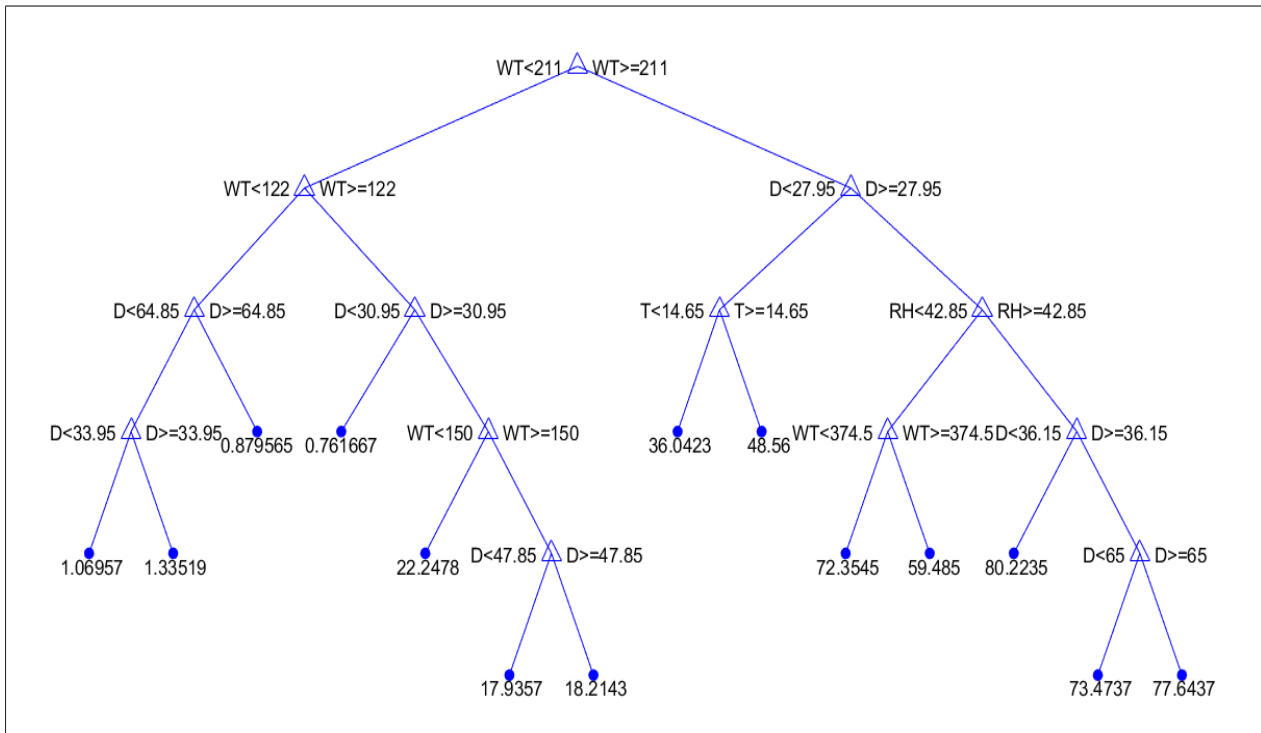 WT<211 WT>=211
WT<122 WT>=122 D<27.95 D>=27.95
D<64.85 D>=64.85 D<30.95 D>=30.95 T<14.65 T>=14.65 RH<42.85 RH>=42.85
D<33.95 D>=33.95 0.879565 0.761667 WT<150 WT>=150 36.0423 48.56 WT<374.5 WT>=374.5 D<36.15 D>=36.15
1.06957 1.33519 22.2478 D<47.85 D>=47.85 72.3545 59.485 80.2235 D<65 D>=65
17.9357 18.2143 73.4737 77.6437